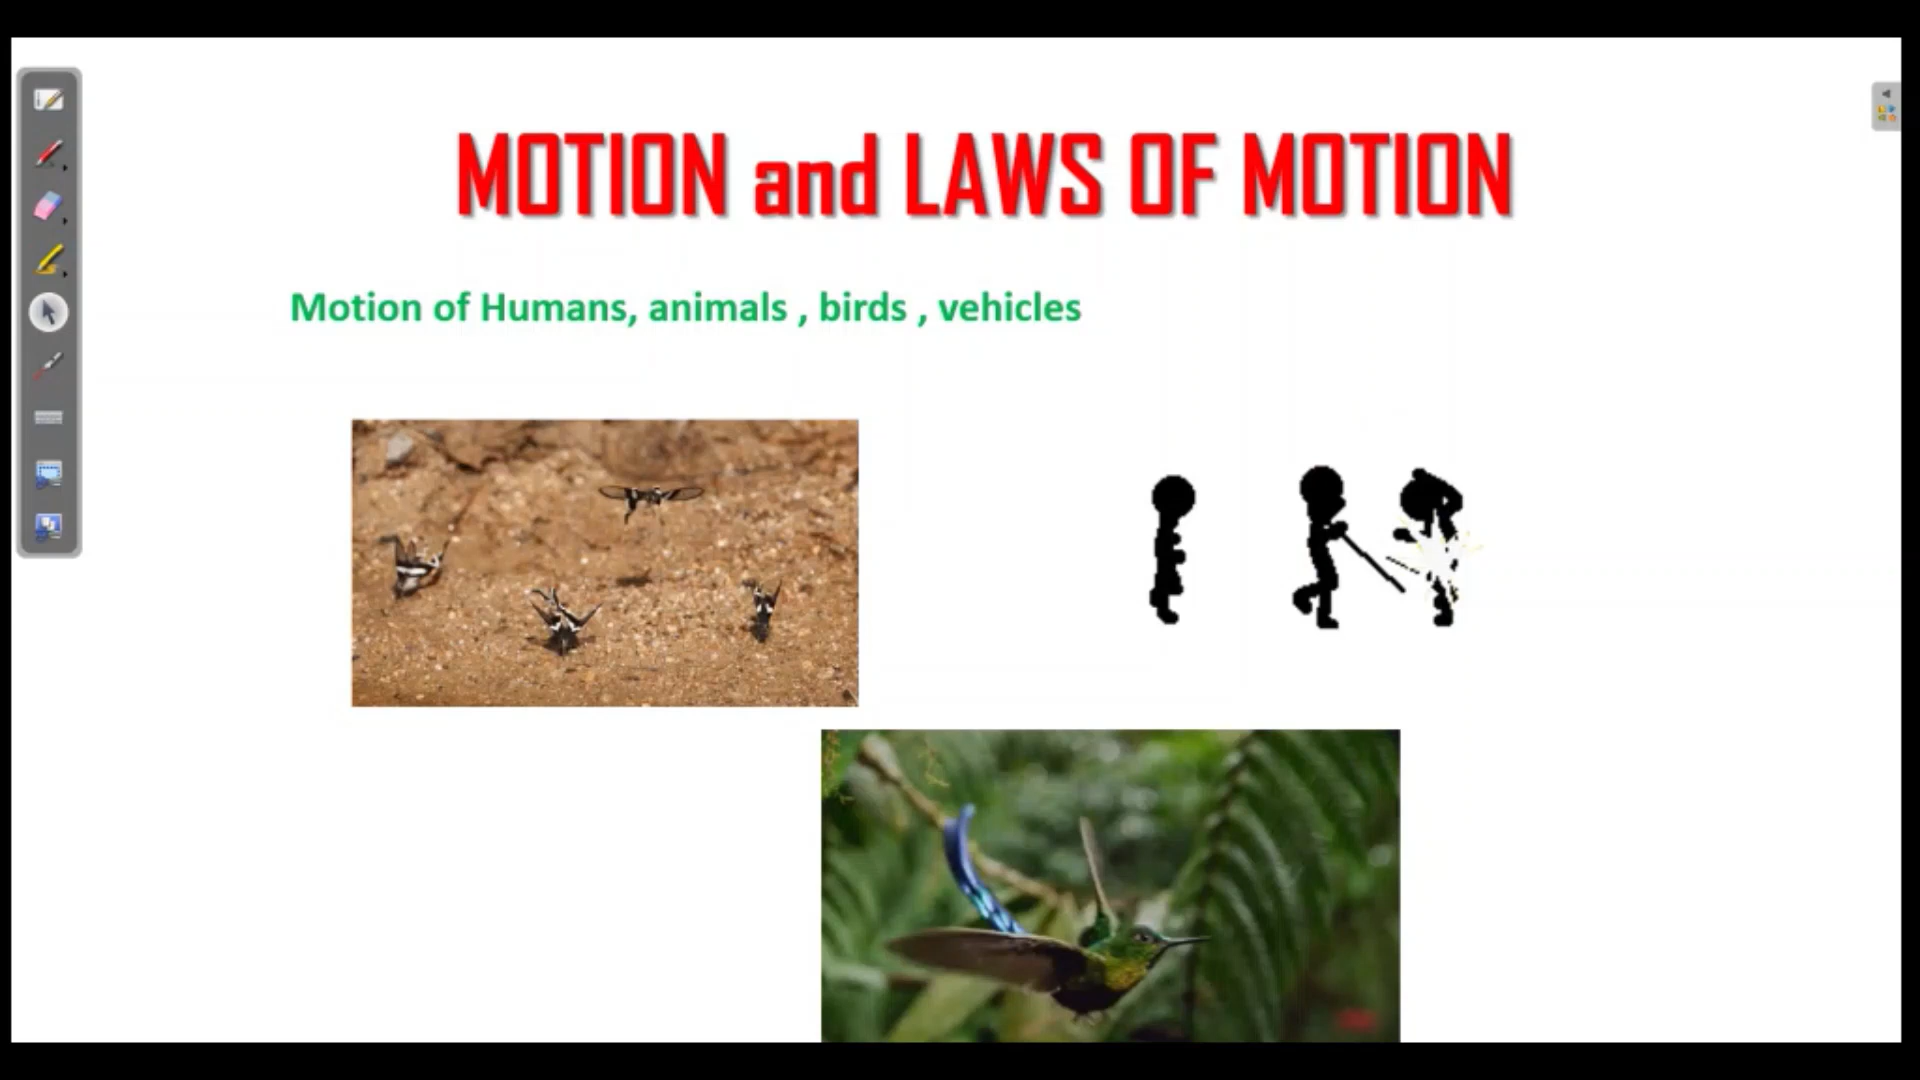 MOTION and LAWS OF MOTION
Motion of Humans, animals , birds , vehicles